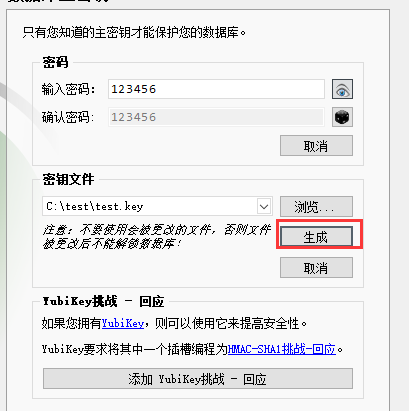 只有您知道的主密钥才能保护您的数据库。
密码
输入密码： 123456
确认密码: 123456
取消
密钥文件
C:\test\test.key 浏览...
注意：不要使用会被更改的文件，否则文件
被更改后不能解锁数据库！
生成
取消
YubiKey挑战 - 回应
如果您拥有YubiKey，则可以使用它来提高安全性。
YubiKey要求将其中一个插槽编程为HMAC-SHA1挑战-回应。
添加 YubiKey挑战 - 回应